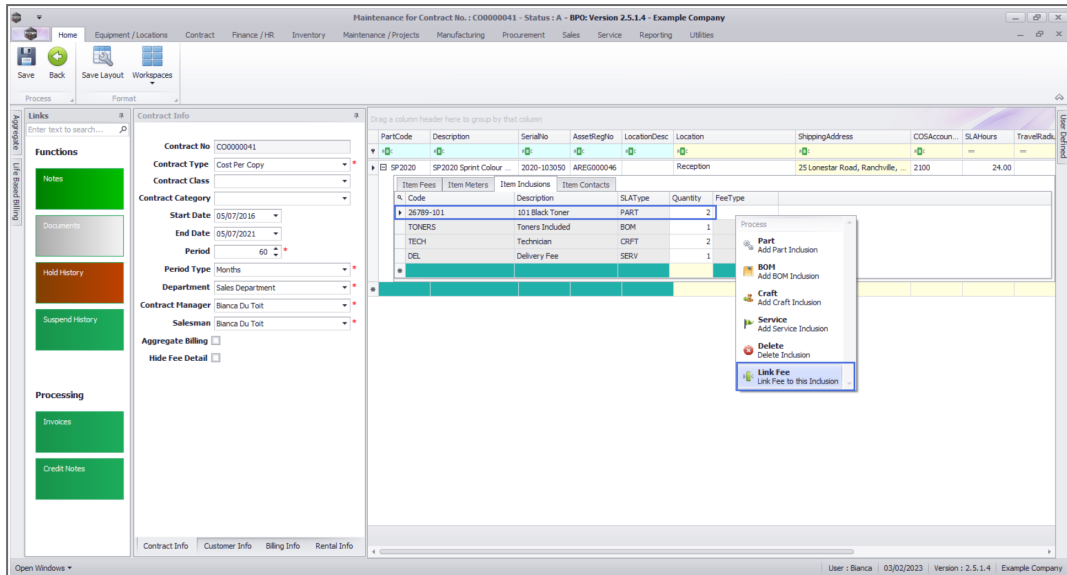 Maintenance for Contract No. : CO0000041 - Status : A - BPO: Version 2.5.1.4 - Example Company
Home Equipment / Locations Contract Finance / HR Inventory Maintenance / Projects Manufacturing Procurement Sales Service Reporting Utilities
Save Back Save Layout Workspaces
Process Format
Aggregate
Life Based Billing
Links
Enter text to search...
Functions
Notes
Documents
Hold History
Suspend History
Processing
Invoices
Credit Notes
Contract Info
Contract No CO0000041
Contract Type Cost Per Copy *
Contract Class
Contract Category
Start Date 05/07/2016
End Date 05/07/2021
Period 60 *
Period Type Months *
Department Sales Department *
Contract Manager Bianca Du Toit *
Salesman Bianca Du Toit *
Aggregate Billing
Hide Fee Detail
Contract Info Customer Info Billing Info Rental Info
Drag a column header here to group by that column
PartCode Description SerialNo AssetRegNo LocationDesc Location ShippingAddress COSAccoun... SLAHours TravelRadiu
SP2020 SP2020 Sprint Colour ... 2020-103050 AREG000046 Reception 25 Lonestar Road, Ranchville, ... 2100 24.00
Item Fees Item Meters Item Inclusions Item Contacts
Code Description SLAType Quantity FeeType
26789-101 101 Black Toner PART 2
TONERS Toners Included BOM 1
TECH Technician CRFT 2
DEL Delivery Fee SERV 1
Process
Part
Add Part Inclusion
BOM
Add BOM Inclusion
Craft
Add Craft Inclusion
Service
Add Service Inclusion
Delete
Delete Inclusion
Link Fee
Link Fee to this Inclusion
User Defined
Open Windows
User : Bianca 03/02/2023 Version : 2.5.1.4 Example Company